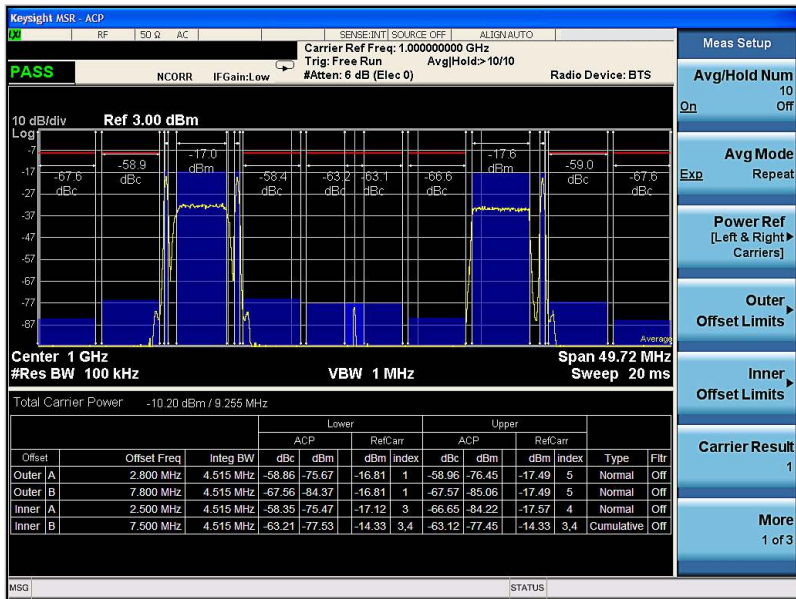 Keysight MSR - ACP
LXI RF 50 Ω AC SENSE:INT SOURCE OFF ALIGN AUTO
Carrier Ref Freq: 1.000000000 GHz
PASS NCORR IFGain:Low Trig: Free Run Avg|Hold:>10/10
#Atten: 6 dB (Elec 0) Radio Device: BTS
10 dB/div Ref 3.00 dBm
Log
-7
-17
-27
-37
-47
-57
-67
-77
-87
-67.6 dBc
-58.9 dBc
-17.0 dBm
-58.4 dBc
-63.2 dBc
-63.1 dBc
-66.6 dBc
-17.6 dBm
-59.0 dBc
-67.6 dBc
Average
Center 1 GHz Span 49.72 MHz
#Res BW 100 kHz VBW 1 MHz Sweep 20 ms
Total Carrier Power -10.20 dBm / 9.255 MHz
Lower Upper
ACP RefCarr ACP RefCarr
Offset Offset Freq Integ BW dBc dBm dBm index dBc dBm dBm index Type Fltr
Outer A 2.800 MHz 4.515 MHz -58.86 -75.67 -16.81 1 -58.96 -76.45 -17.49 5 Normal Off
Outer B 7.800 MHz 4.515 MHz -67.56 -84.37 -16.81 1 -67.57 -85.06 -17.49 5 Normal Off
Inner A 2.500 MHz 4.515 MHz -58.35 -75.47 -17.12 3 -66.65 -84.22 -17.57 4 Normal Off
Inner B 7.500 MHz 4.515 MHz -63.21 -77.53 -14.33 3,4 -63.12 -77.45 -14.33 3,4 Cumulative Off
MSG STATUS
Meas Setup
Avg/Hold Num
10
On Off
Avg Mode
Exp Repeat
Power Ref
[Left & Right
Carriers]
Outer
Offset Limits
Inner
Offset Limits
Carrier Result
1
More
1 of 3